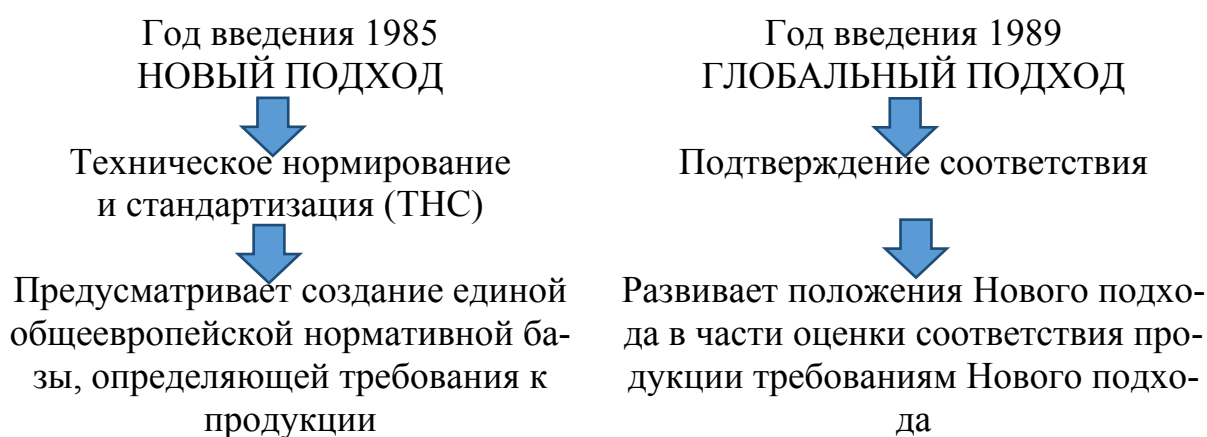 Год введения 1985
НОВЫЙ ПОДХОД
Техническое нормирование
и стандартизация (ТНС)
Предусматривает создание единой
общеевропейской нормативной ба-
зы, определяющей требования к
продукции
Год введения 1989
ГЛОБАЛЬНЫЙ ПОДХОД
Подтверждение соответствия
Развивает положения Нового подхо-
да в части оценки соответствия про-
дукции требованиям Нового подхо-
да